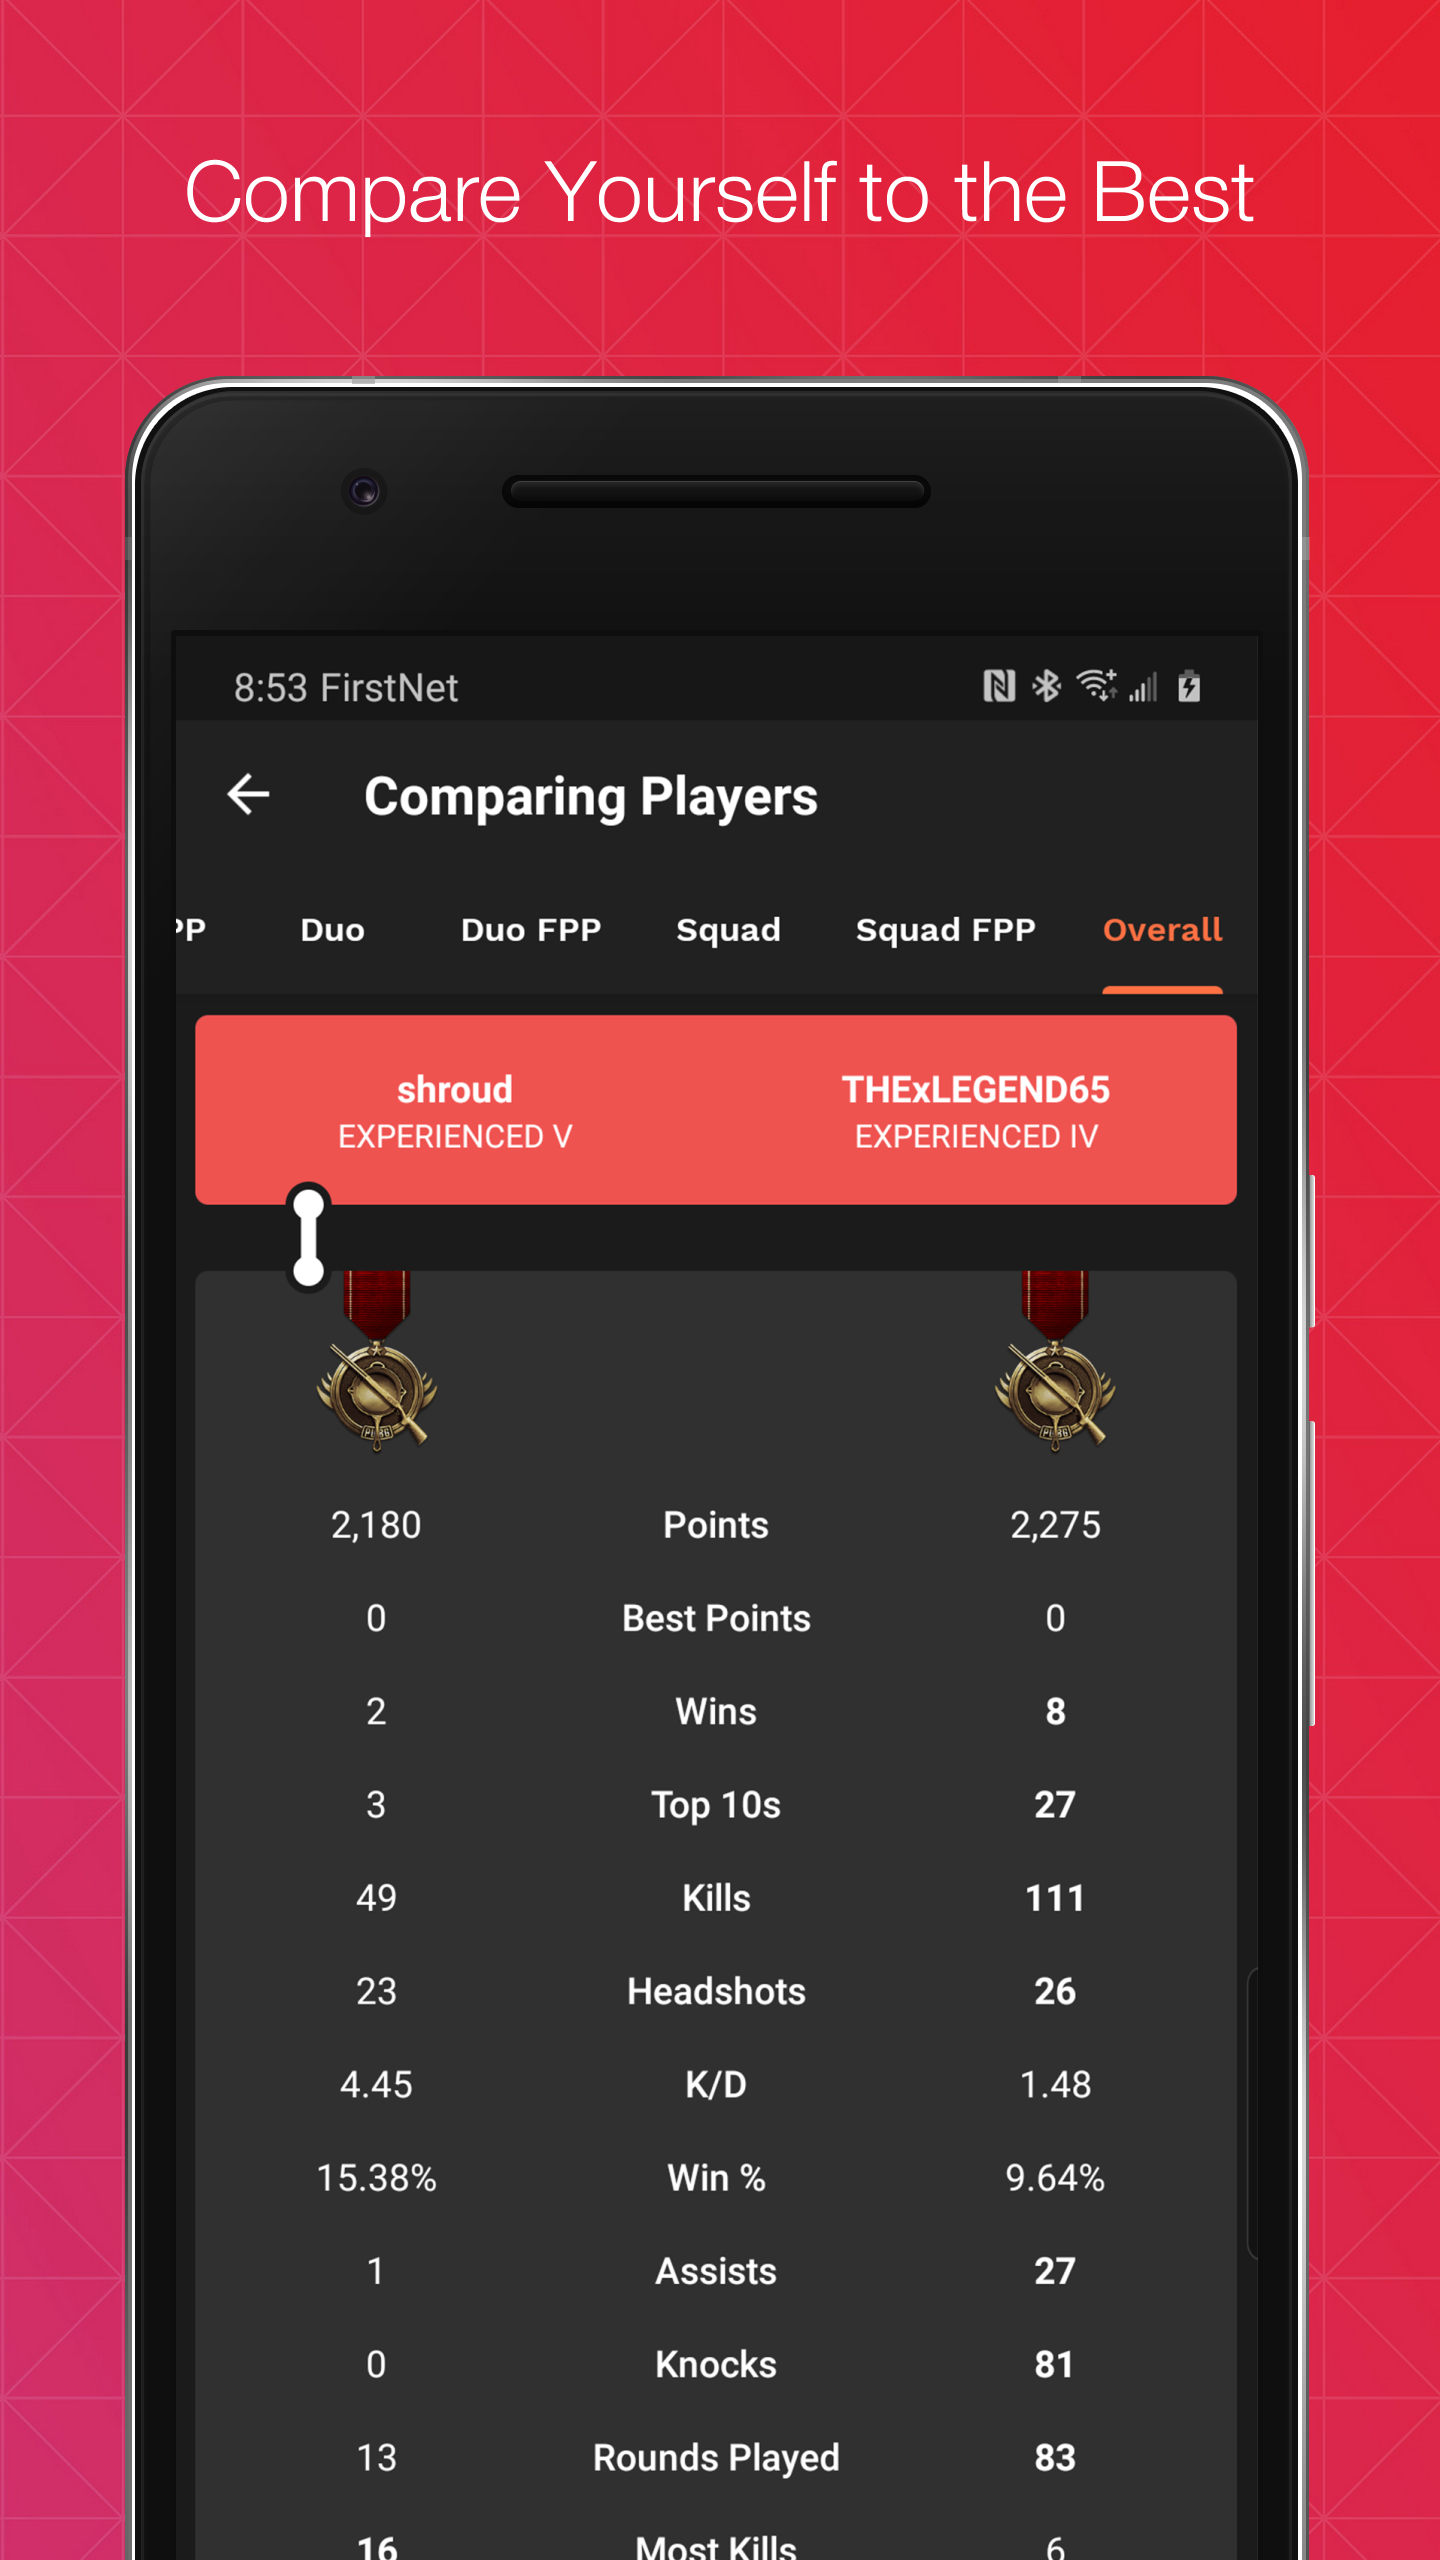 Compare Yourself to the Best
8:53 FirstNet
Comparing Players
PP Duo Duo FPP Squad Squad FPP Overall
shroud THExLEGEND65
EXPERIENCED V EXPERIENCED IV
PUBG PUBG
2,180 Points 2,275
0 Best Points 0
2 Wins 8
3 Top 10s 27
49 Kills 111
23 Headshots 26
4.45 K/D 1.48
15.38% Win % 9.64%
1 Assists 27
0 Knocks 81
13 Rounds Played 83
16 Most Kills 6